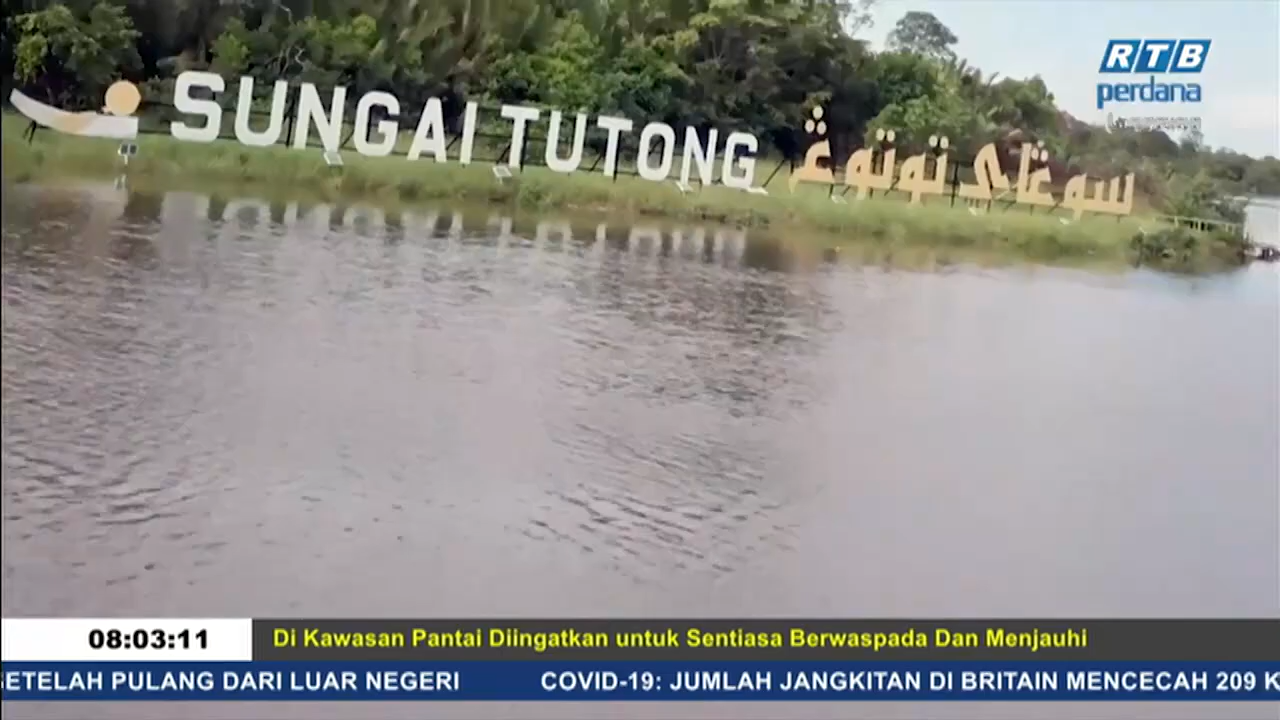 RTB
perdana
SUNGAI TUTONG
سوڠاي توتوڠ
08:03:11
Di Kawasan Pantai Diingatkan untuk Sentiasa Berwaspada Dan Menjauhi
SETELAH PULANG DARI LUAR NEGERI
COVID-19: JUMLAH JANGKITAN DI BRITAIN MENCECAH 209 K